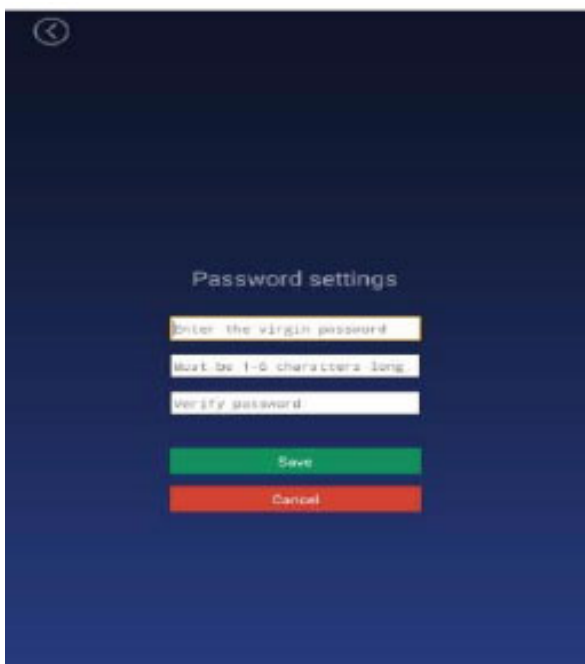 Password settings
Enter the virgin password
Must be 1-6 characters long
Verify password
Save
Cancel